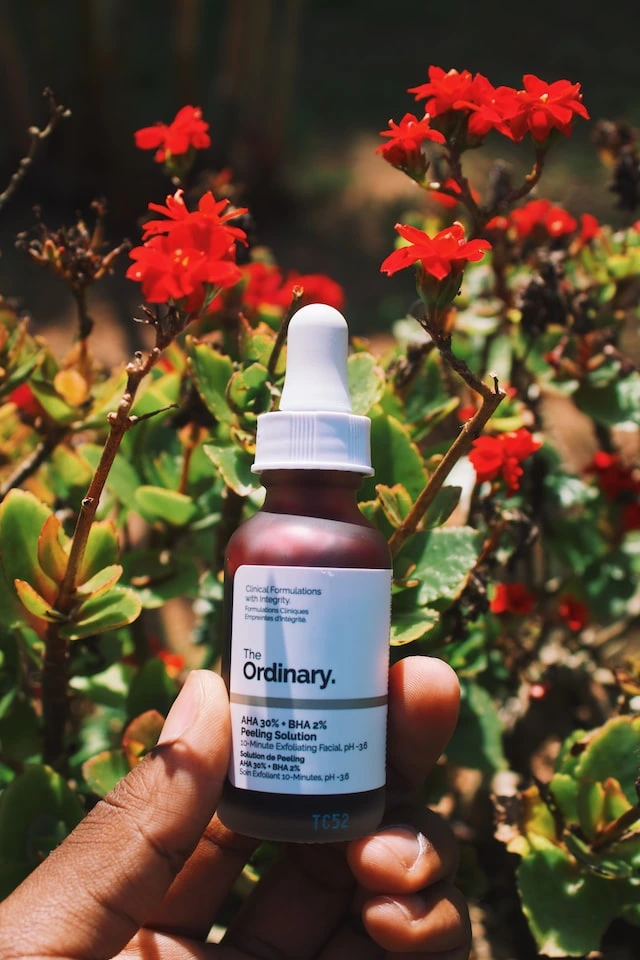 Clinical Formulations
with Integrity.
Formulations Cliniques
Empreintes d'Intégrité.
The
Ordinary.
AHA 30% + BHA 2%
Peeling Solution
10-Minute Exfoliating Facial, pH ~3.6
Solution de Peeling
AHA 30% + BHA 2%
Soin Exfoliant 10-Minutes, pH ~3.6
TC52